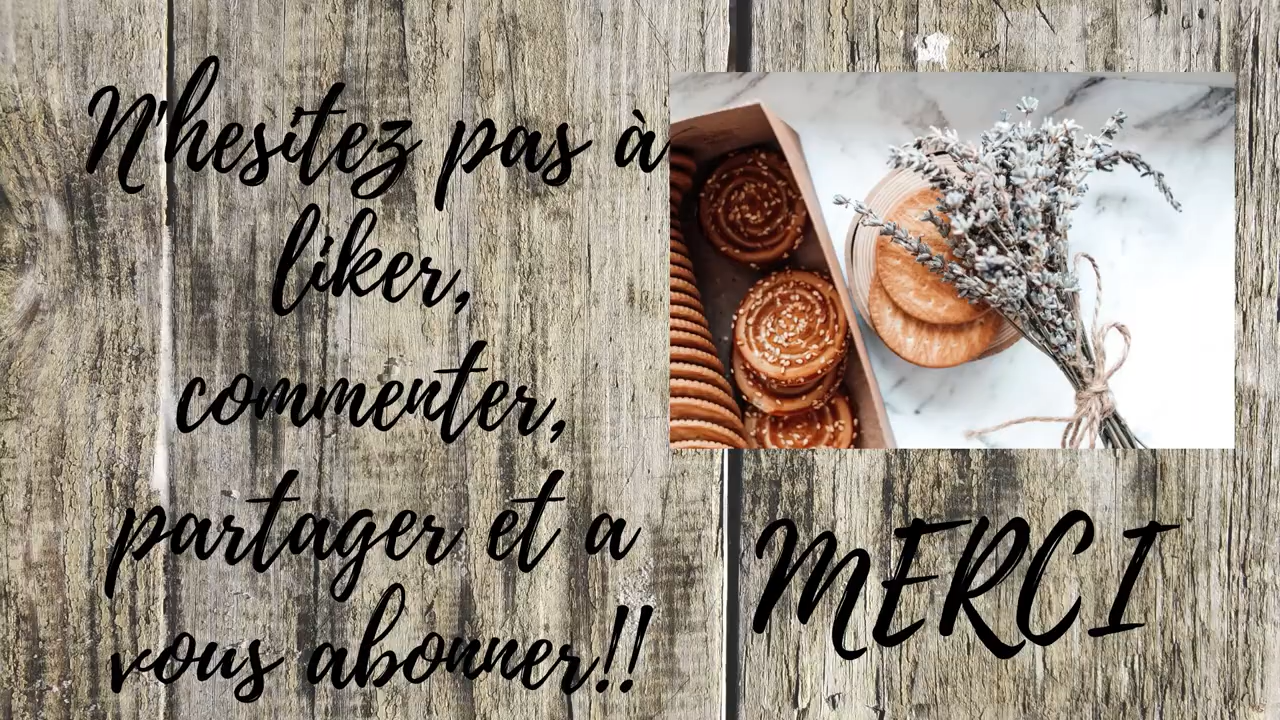 N'hesitez pas à
liker,
commenter,
partager et a
vous abonner!!
MERCI